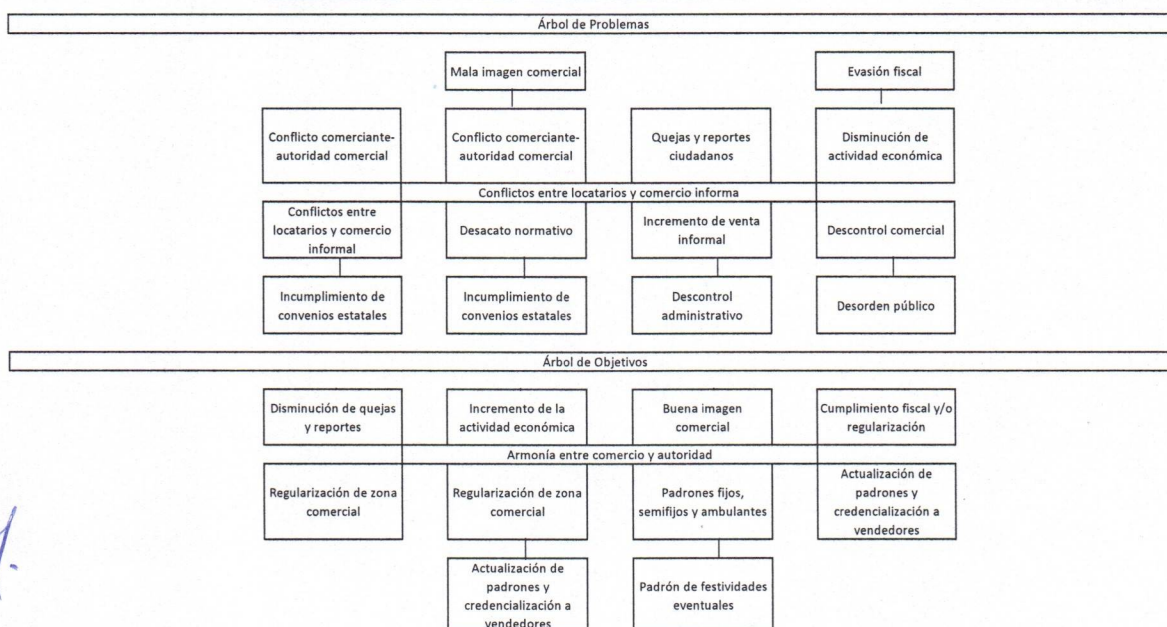 Árbol de Problemas
Mala imagen comercial
Evasión fiscal
Conflicto comerciante-
autoridad comercial
Conflicto comerciante-
autoridad comercial
Quejas y reportes
ciudadanos
Disminución de
actividad económica
Conflictos entre locatarios y comercio informa
Conflictos entre
locatarios y comercio
informal
Desacato normativo
Incremento de venta
informal
Descontrol comercial
Incumplimiento de
convenios estatales
Incumplimiento de
convenios estatales
Descontrol
administrativo
Desorden público
Árbol de Objetivos
Disminución de quejas
y reportes
Incremento de la
actividad económica
Buena imagen
comercial
Cumplimiento fiscal y/o
regularización
Armonía entre comercio y autoridad
Regularización de zona
comercial
Regularización de zona
comercial
Padrones fijos,
semifijos y ambulantes
Actualización de
padrones y
credencialización a
vendedores
Actualización de
padrones y
credencialización a
vendedores
Padrón de festividades
eventuales